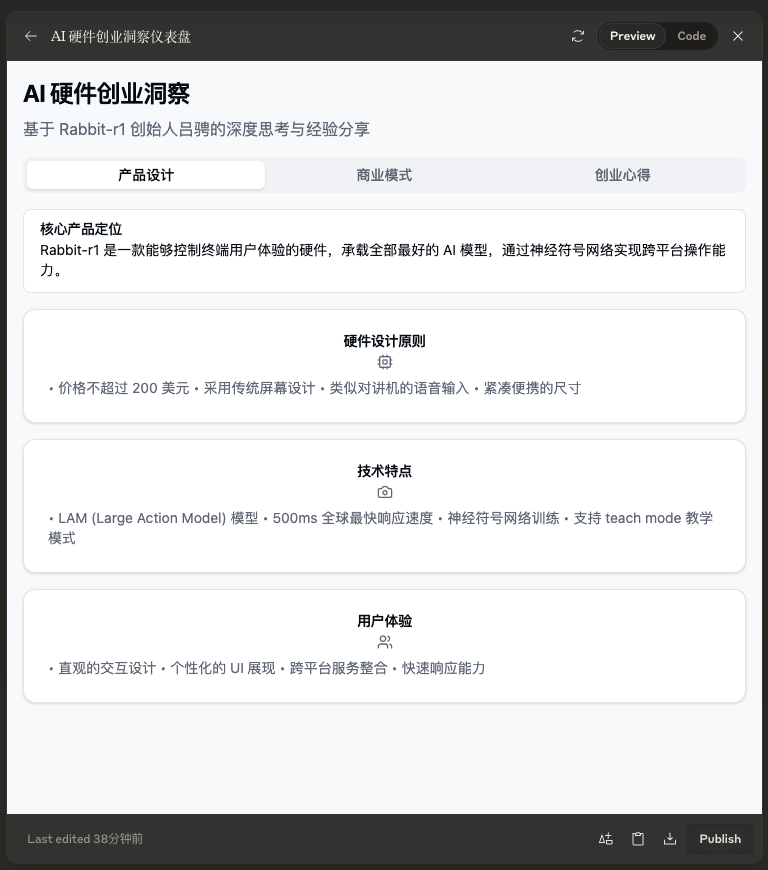 AI 硬件创业洞察仪表盘
Preview
Code
AI 硬件创业洞察
基于 Rabbit-r1 创始人吕骋的深度思考与经验分享
产品设计
商业模式
创业心得
核心产品定位
Rabbit-r1 是一款能够控制终端用户体验的硬件，承载全部最好的 AI 模型，通过神经符号网络实现跨平台操作能
力。
硬件设计原则
• 价格不超过 200 美元 • 采用传统屏幕设计 • 类似对讲机的语音输入 • 紧凑便携的尺寸
技术特点
• LAM (Large Action Model) 模型 • 500ms 全球最快响应速度 • 神经符号网络训练 • 支持 teach mode 教学
模式
用户体验
• 直观的交互设计 • 个性化的 UI 展现 • 跨平台服务整合 • 快速响应能力
Last edited 38分钟前
Publish